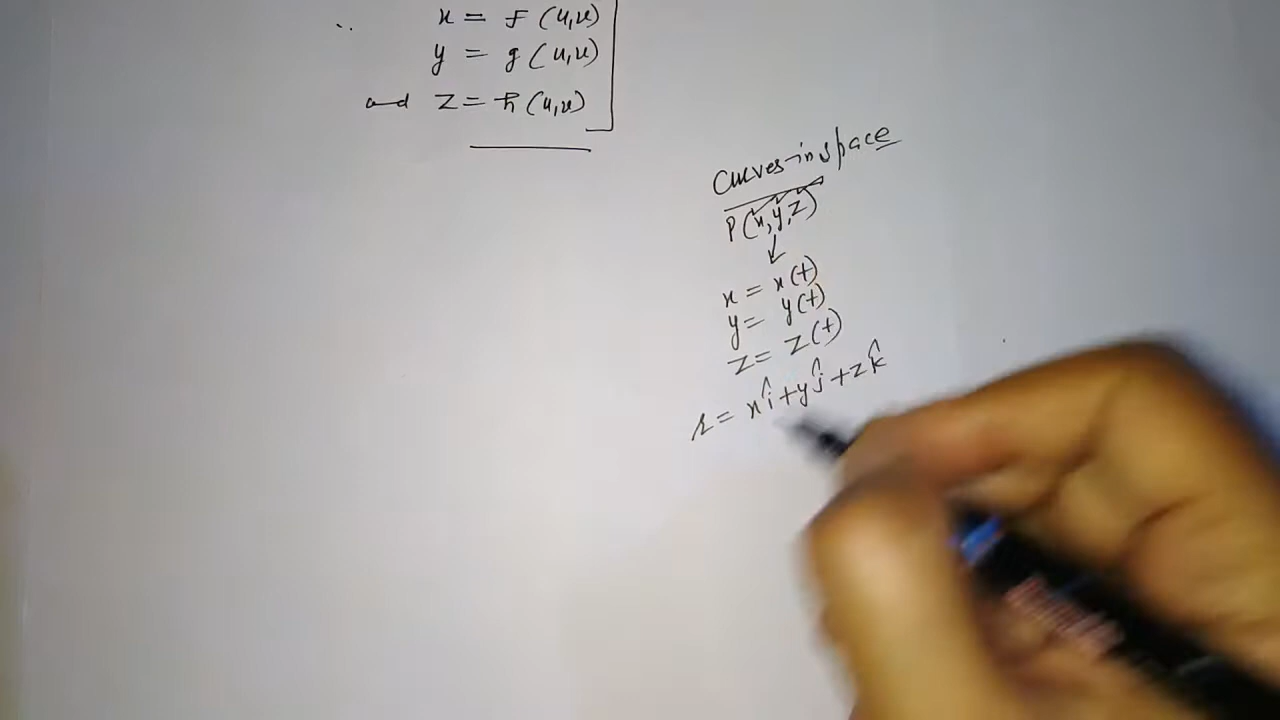 ∴ x = f (u,v)
y = g (u,v)
and z = h (u,v)
Curves in space
P(x,y,z)
↓
x = x(t)
y = y(t)
z = z(t)
r = xî+yĵ+zk̂